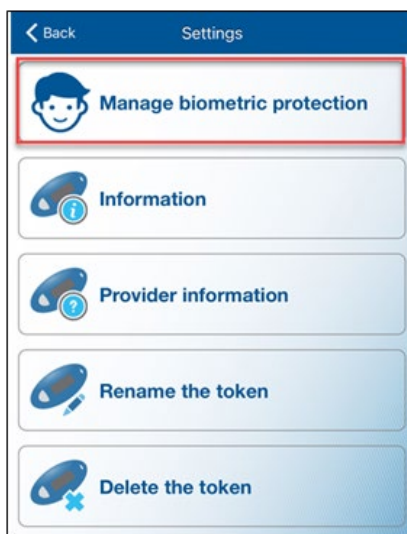 Back Settings
Manage biometric protection
Information
Provider information
Rename the token
Delete the token